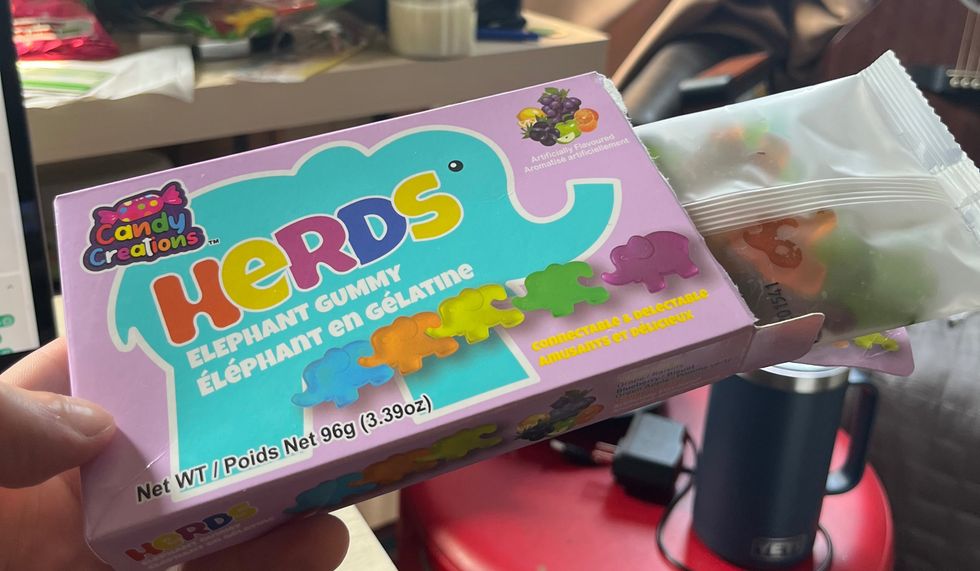 Candy
Creations™
HeRDS
ELEPHANT GUMMY
ÉLÉPHANT en GÉLATINE
Artificially Flavoured
Aromatisé artificiellement
CONNECTABLE & DELECTABLE
AMUSANTS ET DÉLICIEUX
Net WT / Poids Net 96g (3.39oz)
HeRDS
YETI